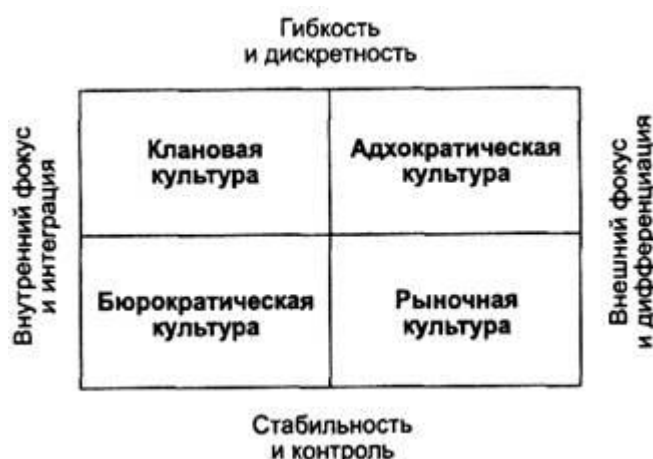 Гибкость
и дискретность
Внутренний фокус
и интеграция
Клановая
культура
Адхократическая
культура
Внешний фокус
и дифференциация
Бюрократическая
культура
Рыночная
культура
Стабильность
и контроль